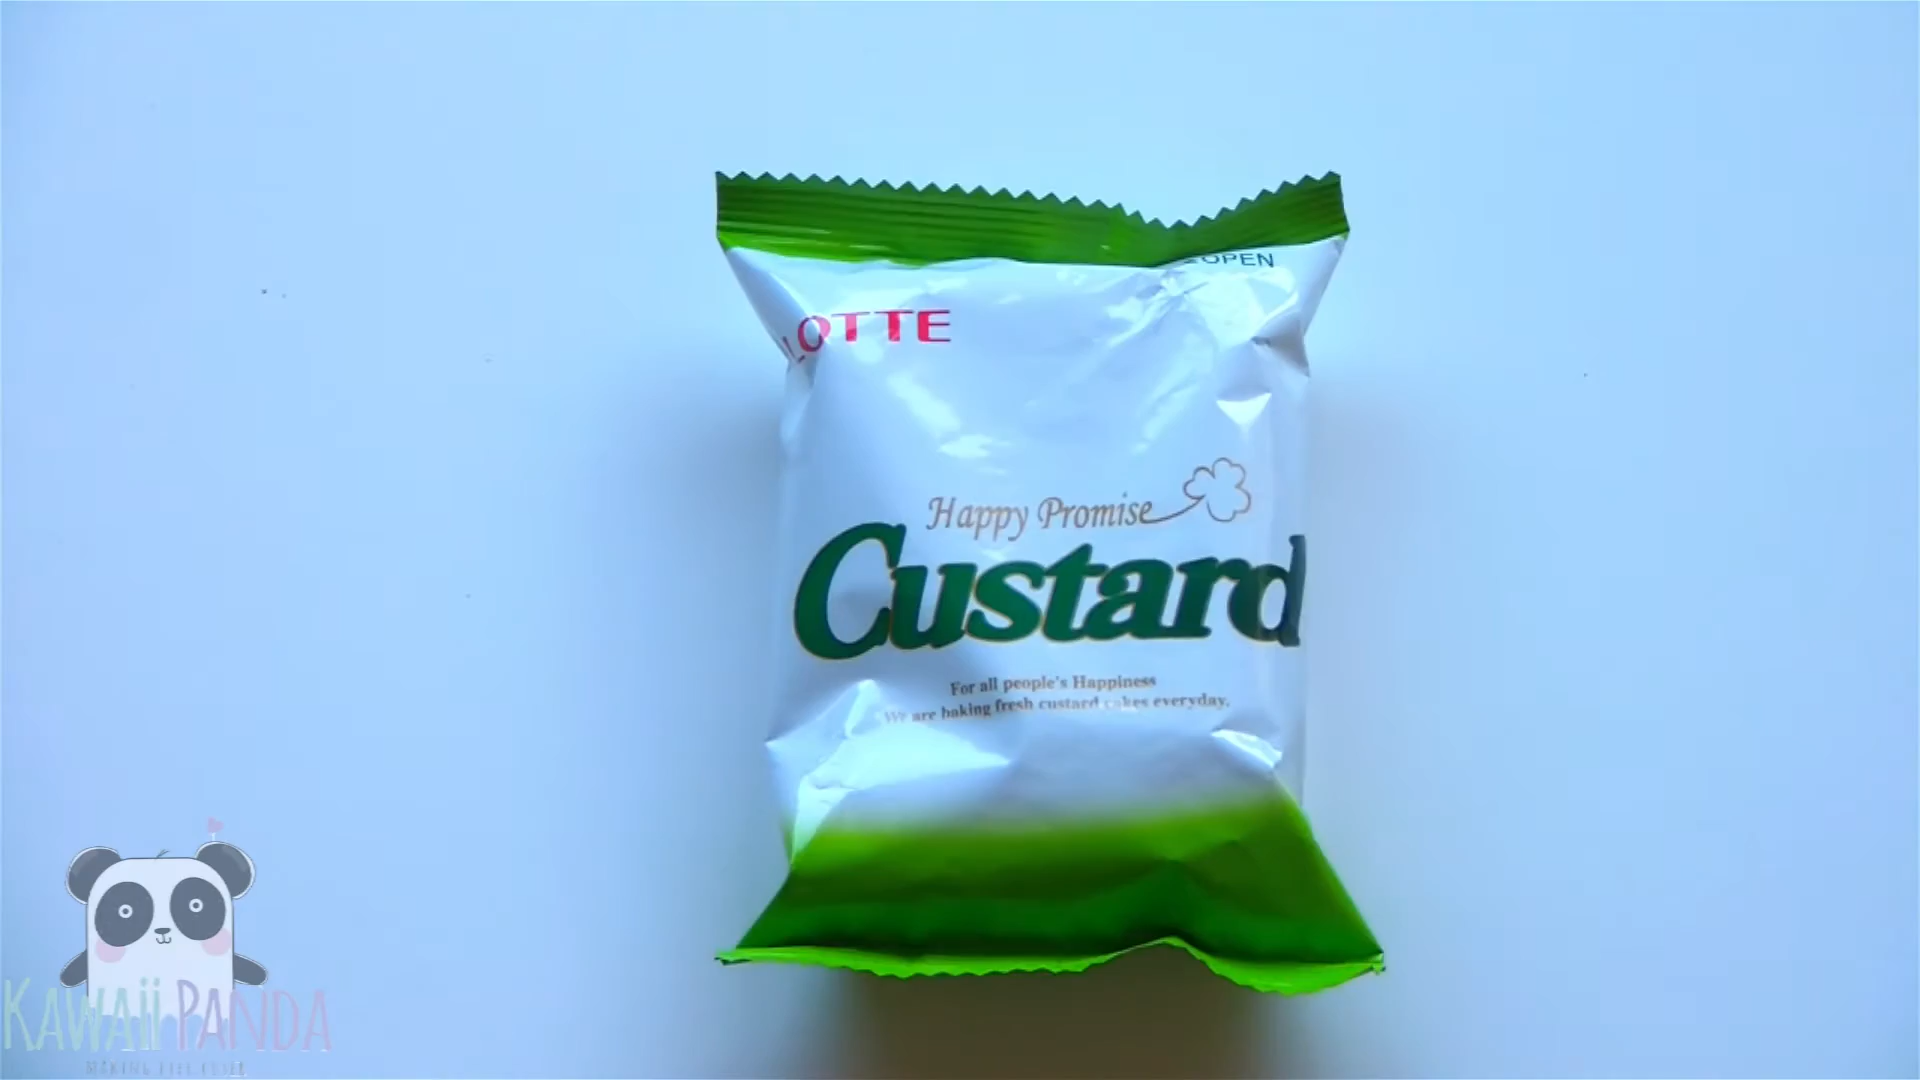 OPEN
LOTTE
Happy Promise
Custard
For all people's Happiness
We are baking fresh custard cakes everyday.
KAWAII PANDA